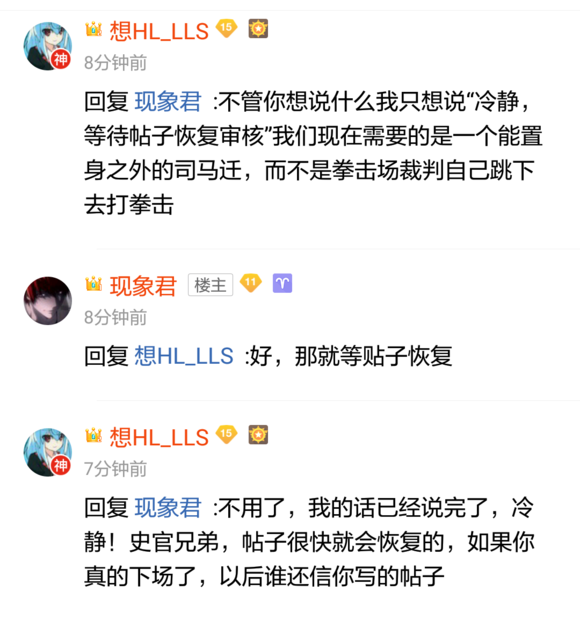 想HL_LLS 15
神
8分钟前
回复 现象君 :不管你想说什么我只想说“冷静，
等待帖子恢复审核”我们现在需要的是一个能置
身之外的司马迁，而不是拳击场裁判自己跳下
去打拳击
现象君 楼主 11
8分钟前
回复 想HL_LLS :好，那就等贴子恢复
想HL_LLS 15
神
7分钟前
回复 现象君 :不用了，我的话已经说完了，冷
静！史官兄弟，帖子很快就会恢复的，如果你
真的下场了，以后谁还信你写的帖子